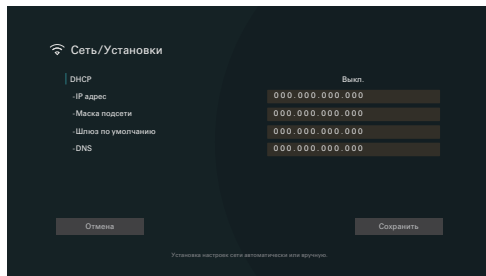 Сеть/Установки
DHCP Выкл.
-IP адрес 000.000.000.000
-Маска подсети 000.000.000.000
-Шлюз по умолчанию 000.000.000.000
-DNS 000.000.000.000
Отмена Сохранить
Установка настроек сети автоматически или вручную.